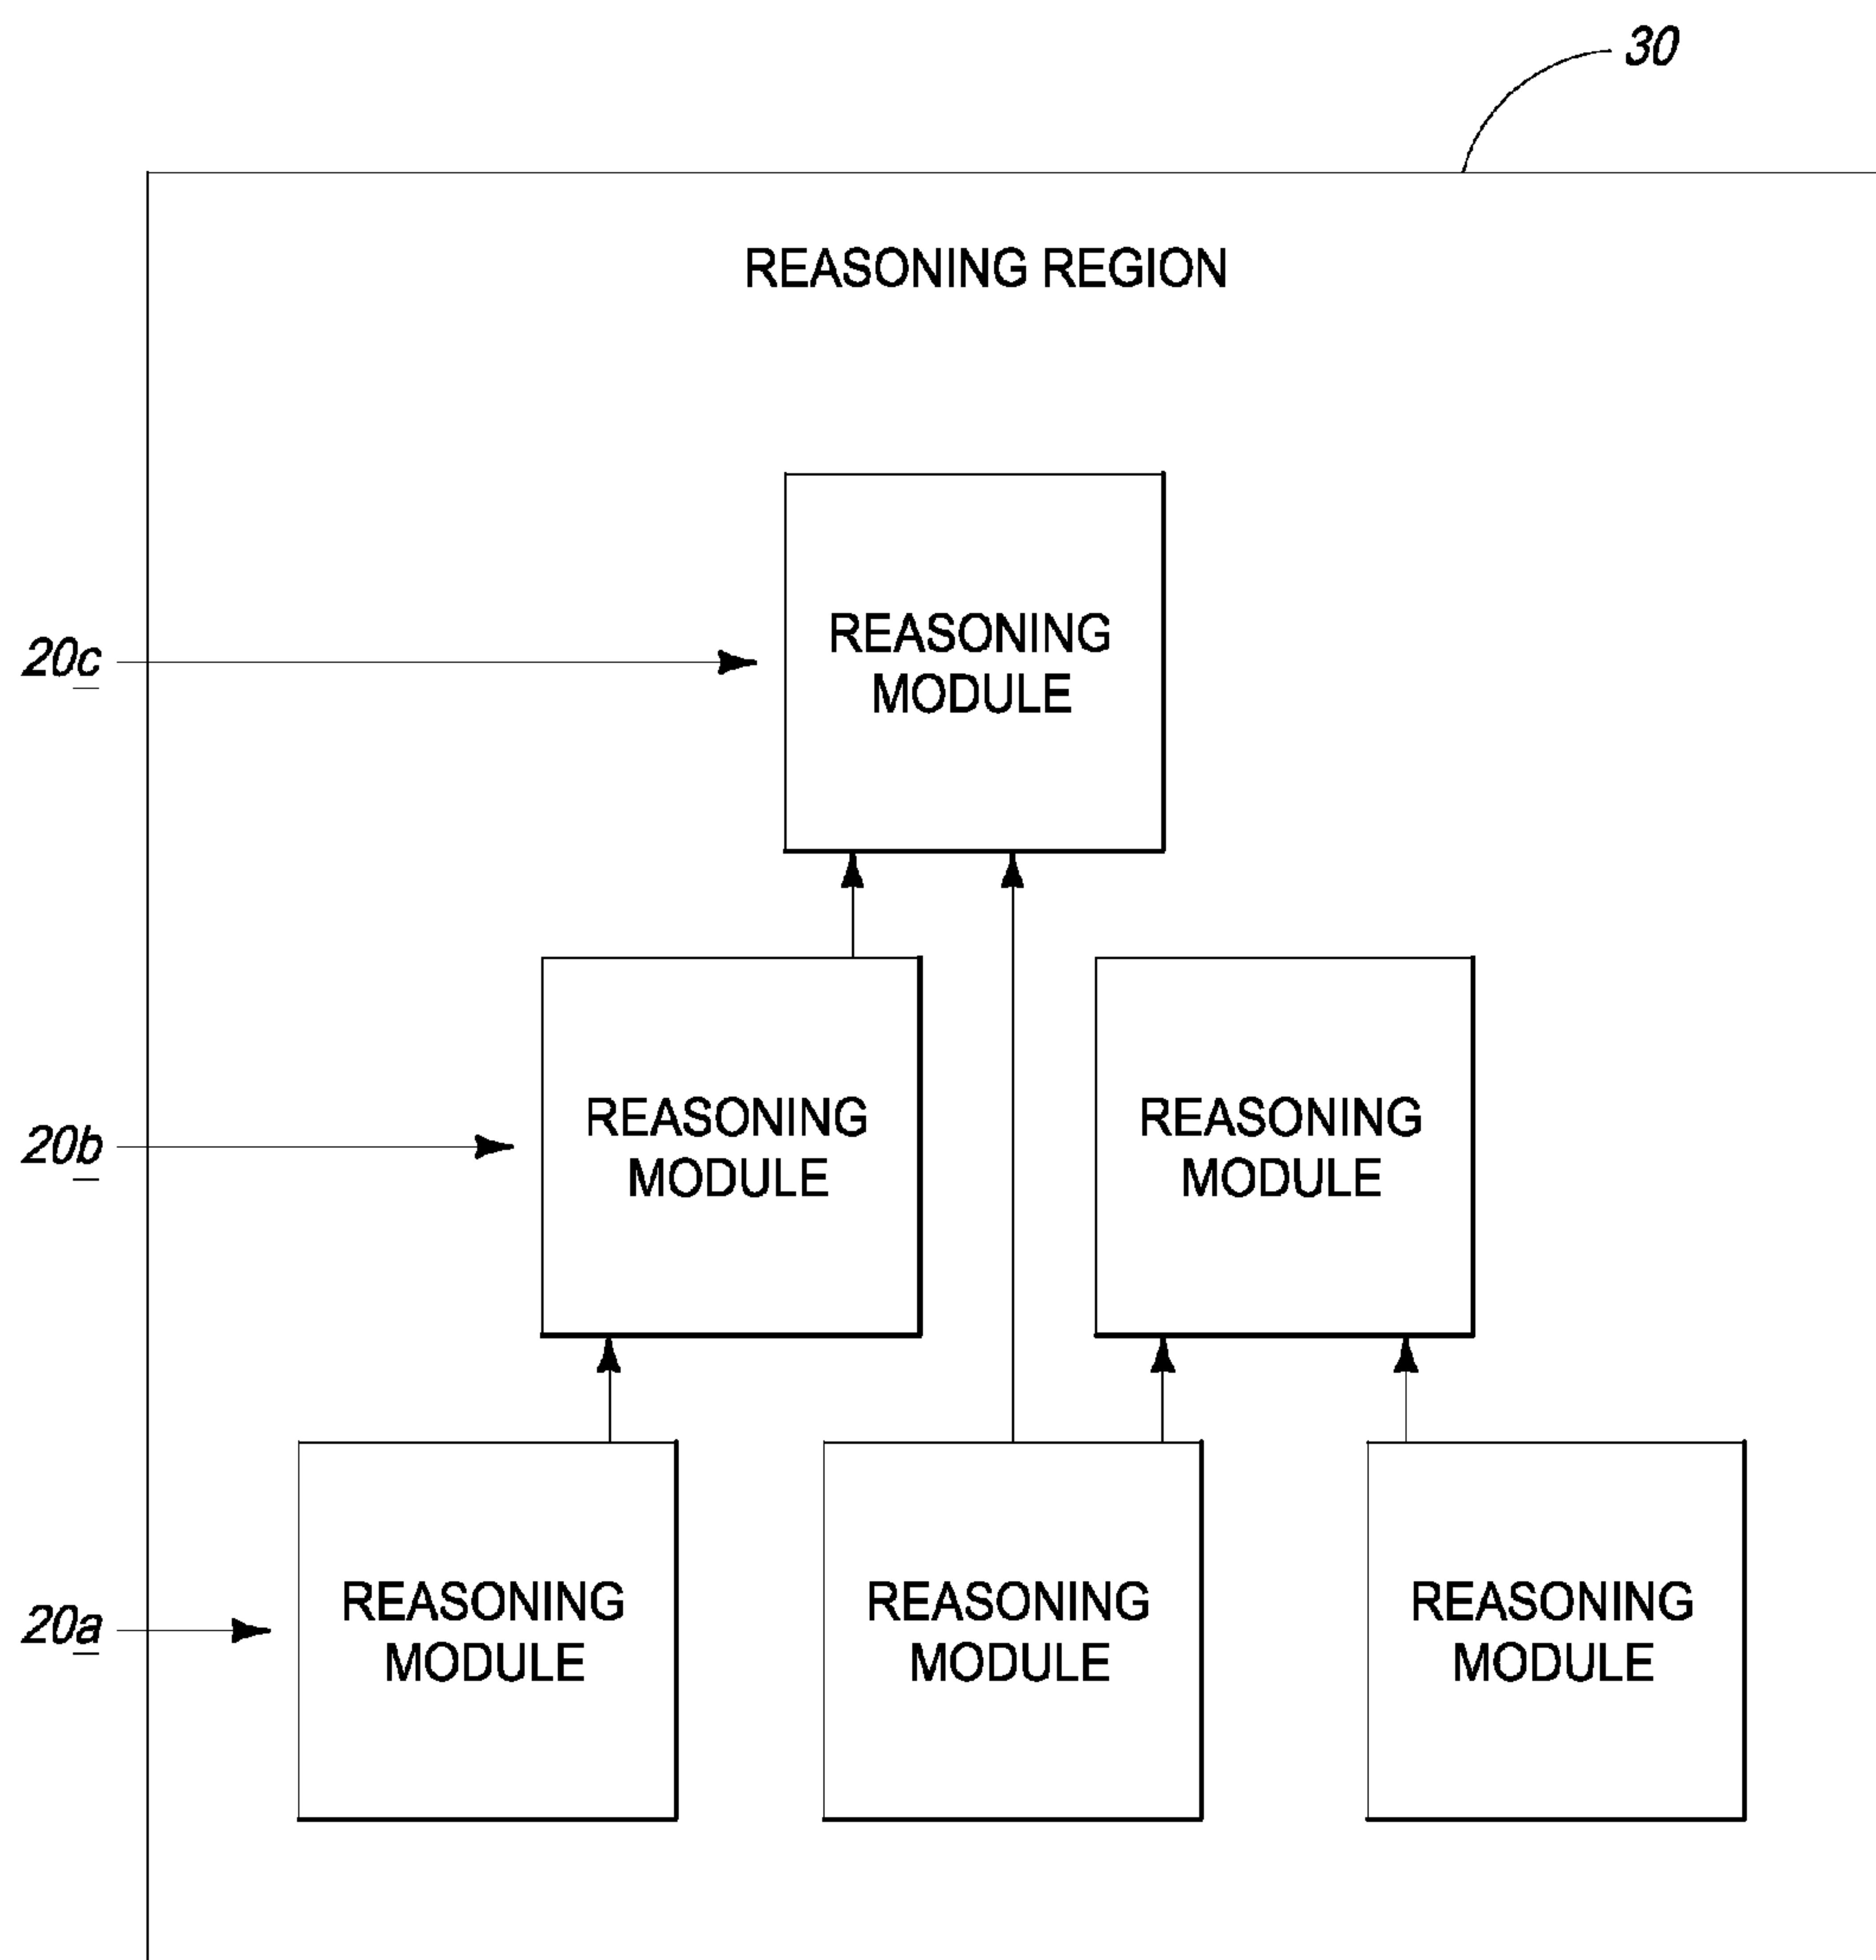 30
REASONING REGION
20c
REASONING
MODULE
20b
REASONING
MODULE
REASONING
MODULE
20a
REASONING
MODULE
REASONING
MODULE
REASONING
MODULE